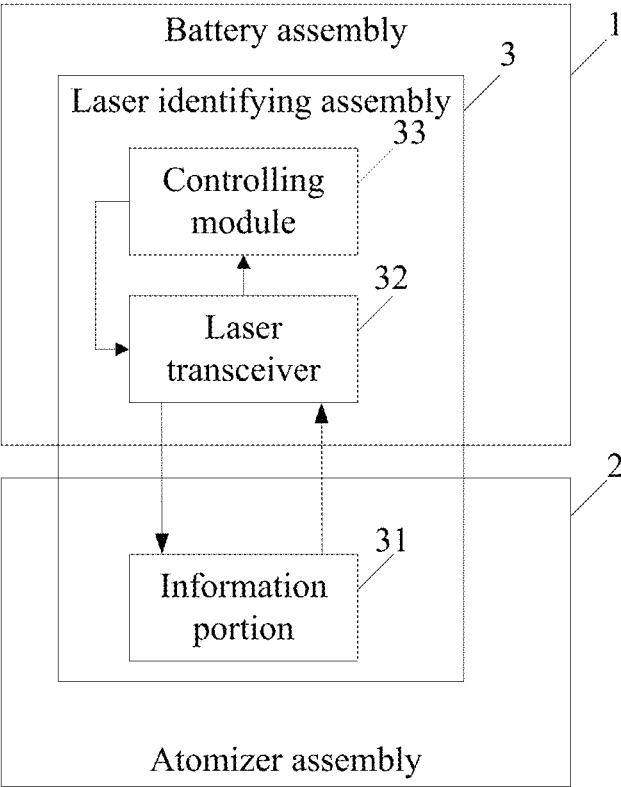 Battery assembly
1
3
Laser identifying assembly
33
Controlling
module
32
Laser
transceiver
2
31
Information
portion
Atomizer assembly